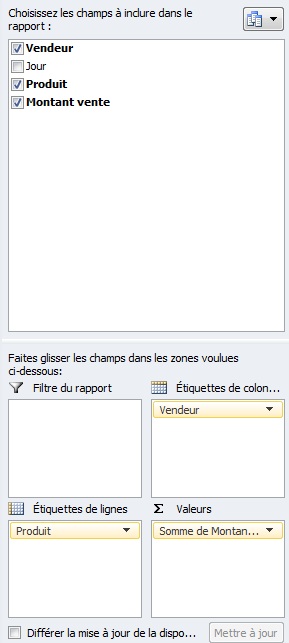 Choisissez les champs à inclure dans le
rapport :
Vendeur
Jour
Produit
Montant vente
Faites glisser les champs dans les zones voulues
ci-dessous:
Filtre du rapport
Étiquettes de colon...
Vendeur
Étiquettes de lignes
Σ Valeurs
Produit
Somme de Montan...
Différer la mise à jour de la dispo...
Mettre à jour